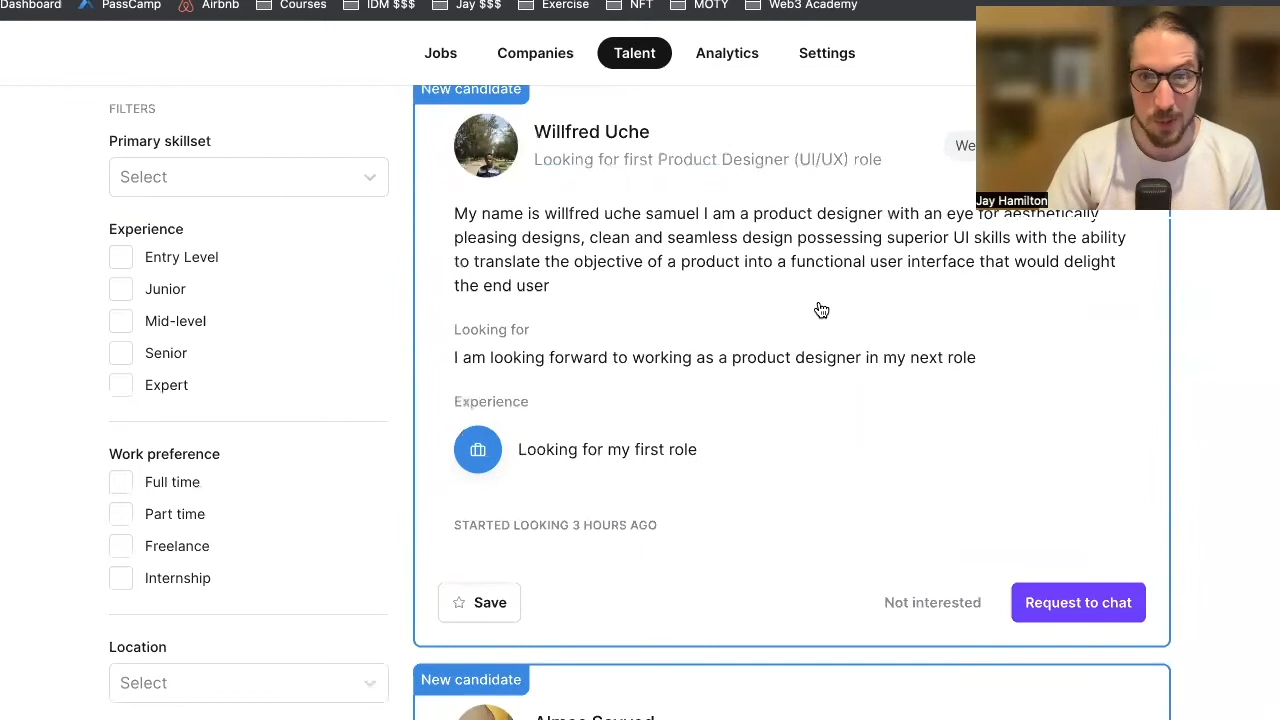 Dashboard
PassCamp
Airbnb
Courses
IDM $$$
Jay $$$
Exercise
NFT
MOTY
Web3 Academy
Jobs
Companies
Talent
Analytics
Settings
Jay Hamilton
FILTERS
Primary skillset
Select
Experience
Entry Level
Junior
Mid-level
Senior
Expert
Work preference
Full time
Part time
Freelance
Internship
Location
Select
New candidate
Willfred Uche
Looking for first Product Designer (UI/UX) role
We
My name is willfred uche samuel I am a product designer with an eye for aesthetically
pleasing designs, clean and seamless design possessing superior UI skills with the ability
to translate the objective of a product into a functional user interface that would delight
the end user
Looking for
I am looking forward to working as a product designer in my next role
Experience
Looking for my first role
STARTED LOOKING 3 HOURS AGO
Save
Not interested
Request to chat
New candidate